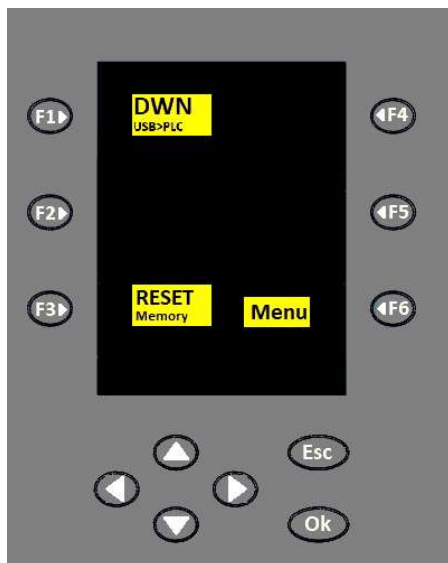 DWN
USB>PLC
F1
F4
F2
F5
RESET
Memory
Menu
F3
F6
Esc
Ok